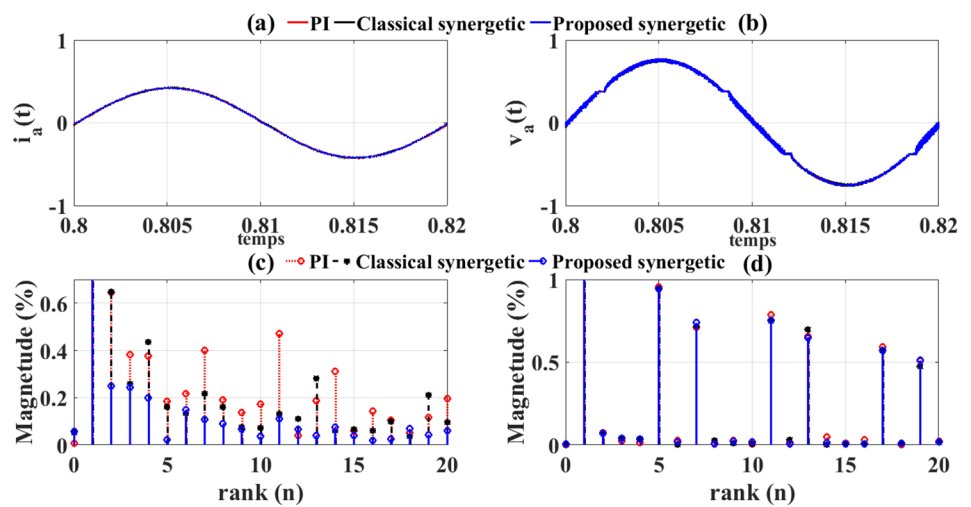 (a) PI Classical synergetic Proposed synergetic (b)
1
0
-1
i_a(t)
0.8 0.805 0.81 0.815 0.82
temps
1
0
-1
v_a(t)
0.8 0.805 0.81 0.815 0.82
temps
(c) PI Classical synergetic Proposed synergetic (d)
0.6
0.4
0.2
0
Magnetude (%)
0 5 10 15 20
rank (n)
1
0.5
0
Magnetude (%)
0 5 10 15 20
rank (n)